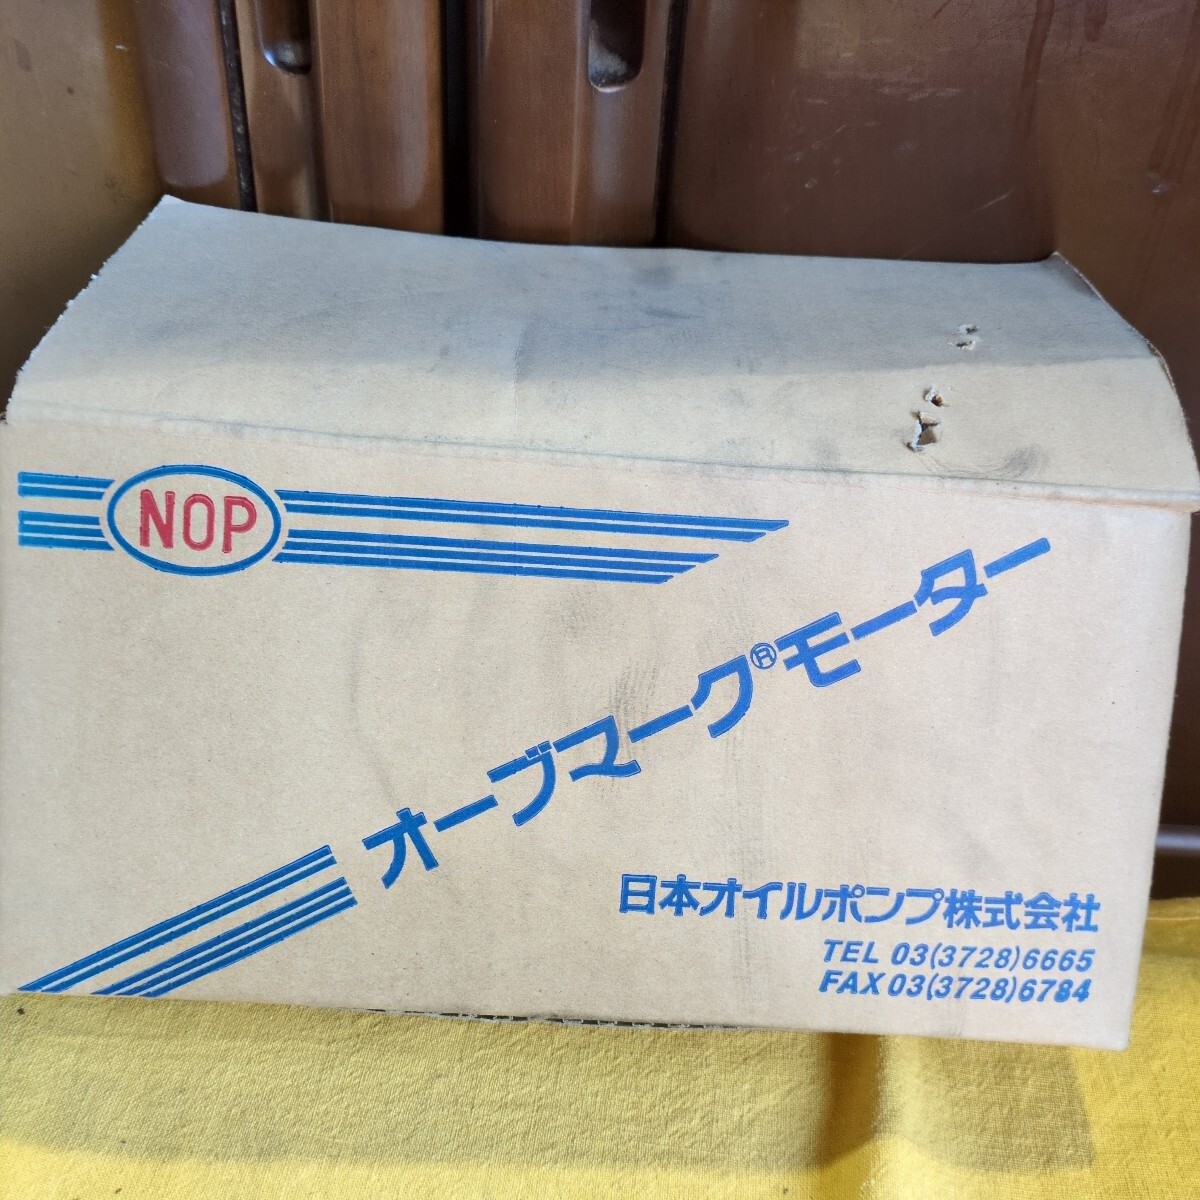 NOP
オーブマーク®モーター
日本オイルポンプ株式会社
TEL 03(3728)6665
FAX 03(3728)6784